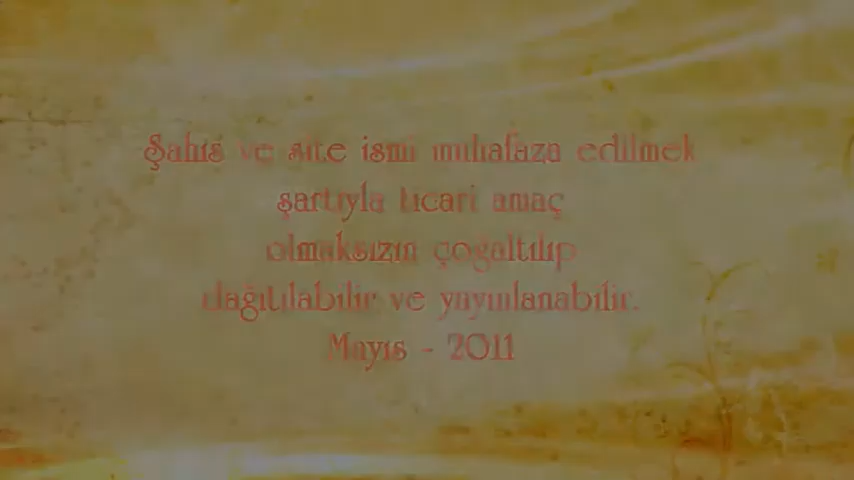 Şahıs ve site ismi muhafaza edilmek
şartıyla ticari amaç
olmaksızın çoğaltılıp
dağıtılabilir ve yayınlanabilir.
Mayıs - 2011